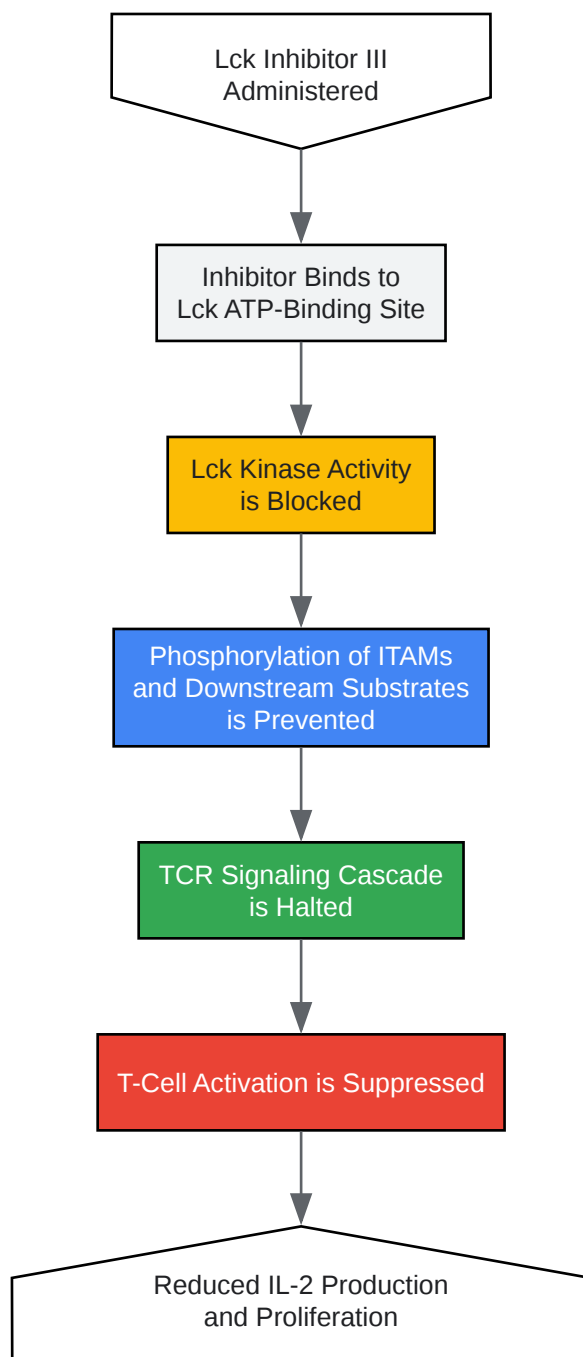 Lck Inhibitor III
Administered
Inhibitor Binds to
Lck ATP-Binding Site
Lck Kinase Activity
is Blocked
Phosphorylation of ITAMs
and Downstream Substrates
is Prevented
TCR Signaling Cascade
is Halted
T-Cell Activation is Suppressed
Reduced IL-2 Production
and Proliferation